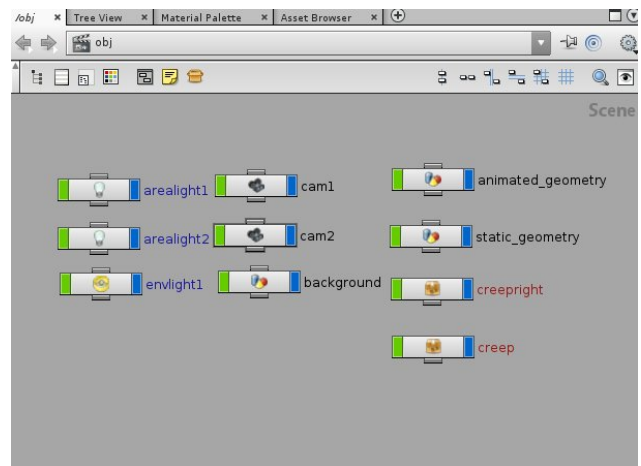 /obj Tree View Material Palette Asset Browser
obj
Scene
arealight1 cam1 animated_geometry
arealight2 cam2 static_geometry
envlight1 background creepright
creep